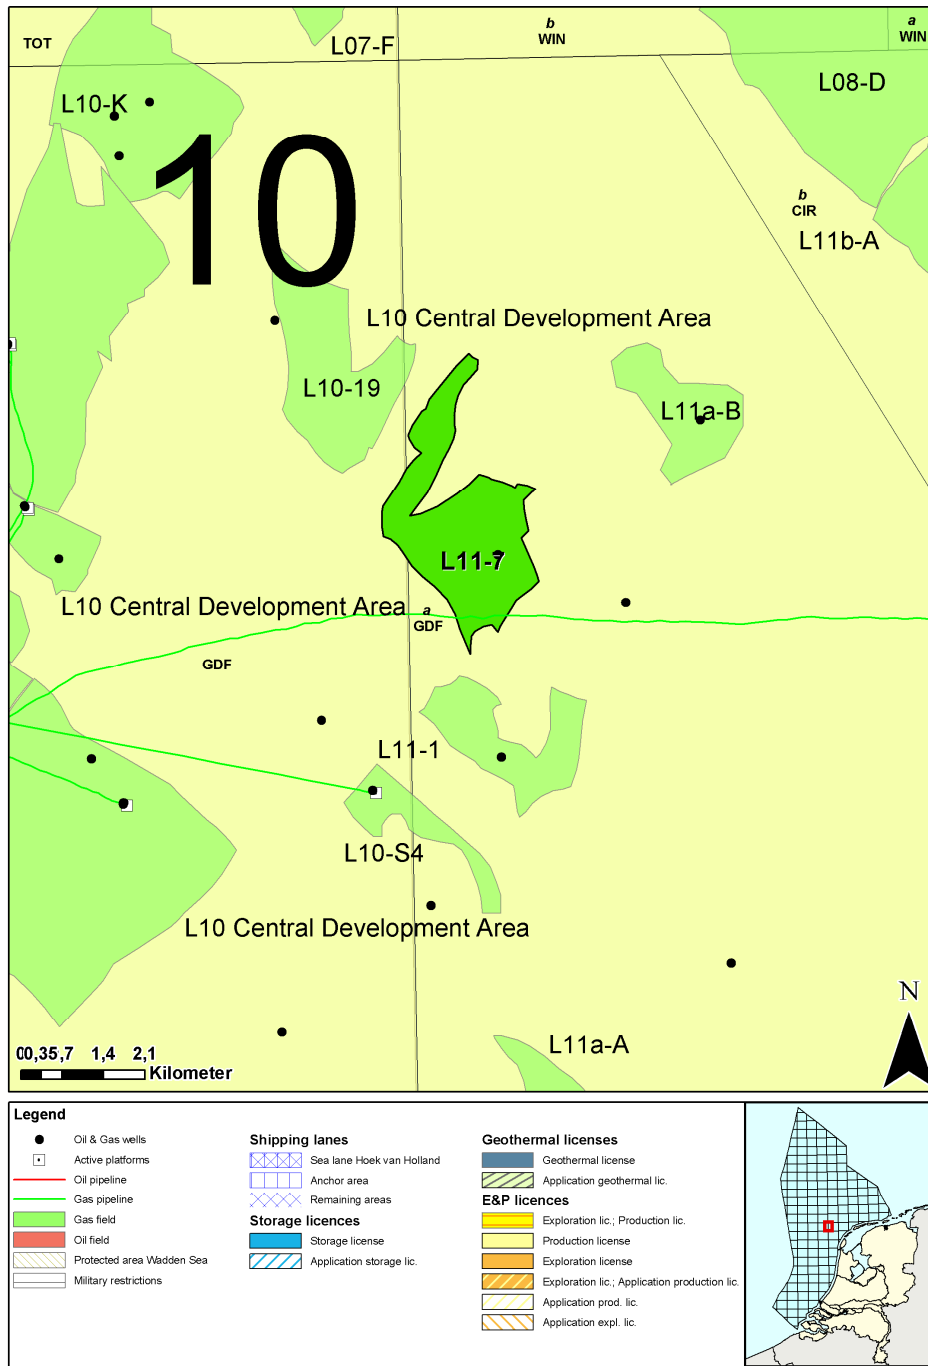 TOT
L07-F
b
WIN
a
WIN
L08-D
L10-K
10
b
CIR
L11b-A
L10 Central Development Area
L10-19
L11a-B
L11-7
L10 Central Development Area
a
GDF
GDF
L11-1
L10-S4
L10 Central Development Area
L11a-A
N
00,35,7 1,4 2,1
Kilometer
Legend
Oil & Gas wells
Active platforms
Oil pipeline
Gas pipeline
Gas field
Oil field
Protected area Wadden Sea
Military restrictions
Shipping lanes
Sea lane Hoek van Holland
Anchor area
Remaining areas
Storage licences
Storage license
Application storage lic.
Geothermal licenses
Geothermal license
Application geothermal lic.
E&P licences
Exploration lic.; Production lic.
Production license
Exploration license
Exploration lic.; Application production lic.
Application prod. lic.
Application expl. lic.